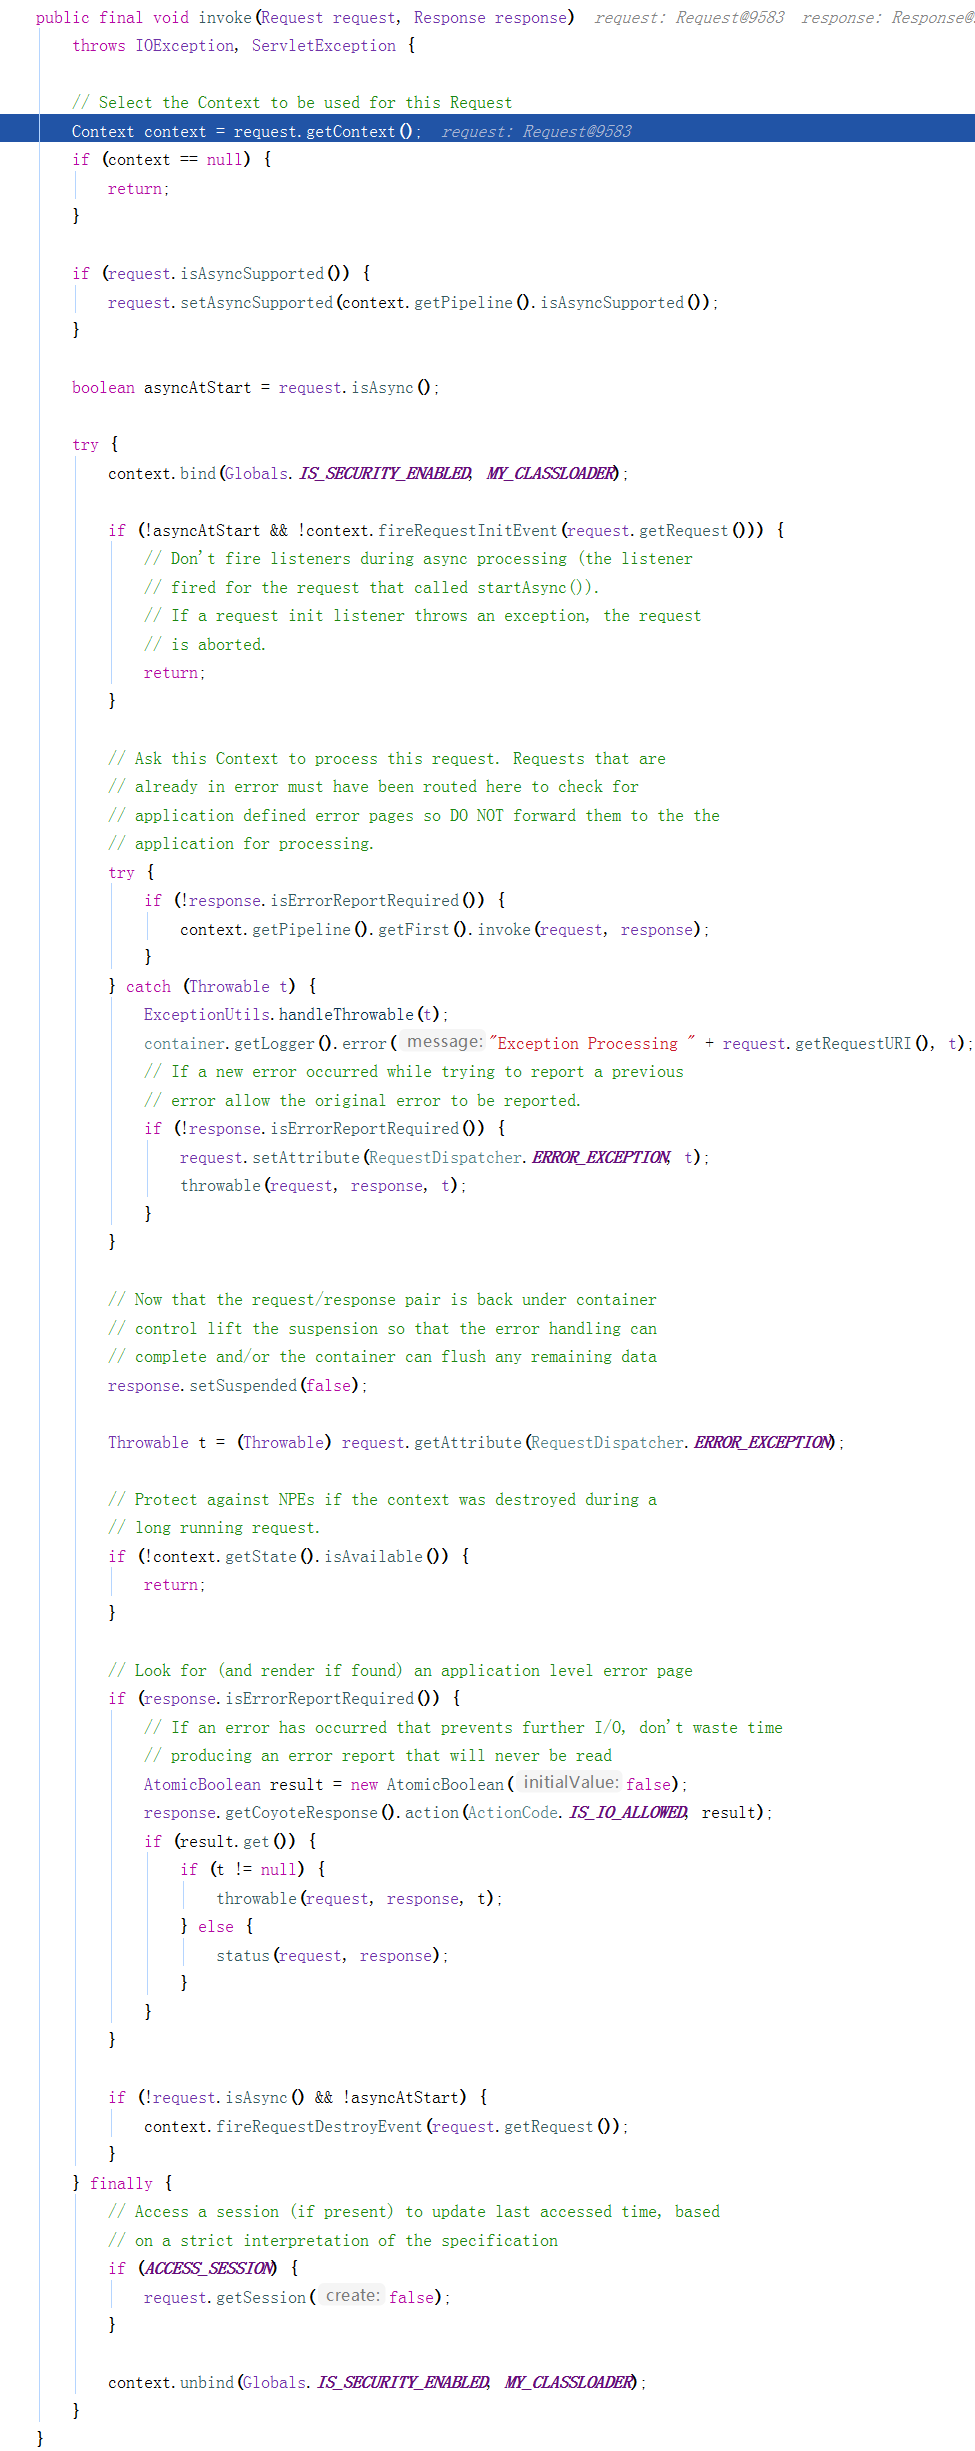 public final void invoke(Request request, Response response)  request: Request@9583  response: Response@
    throws IOException, ServletException {

    // Select the Context to be used for this Request
    Context context = request.getContext();  request: Request@9583
    if (context == null) {
        return;
    }

    if (request.isAsyncSupported()) {
        request.setAsyncSupported(context.getPipeline().isAsyncSupported());
    }

    boolean asyncAtStart = request.isAsync();

    try {
        context.bind(Globals.IS_SECURITY_ENABLED, MY_CLASSLOADER);

        if (!asyncAtStart && !context.fireRequestInitEvent(request.getRequest())) {
            // Don't fire listeners during async processing (the listener
            // fired for the request that called startAsync()).
            // If a request init listener throws an exception, the request
            // is aborted.
            return;
        }

        // Ask this Context to process this request. Requests that are
        // already in error must have been routed here to check for
        // application defined error pages so DO NOT forward them to the the
        // application for processing.
        try {
            if (!response.isErrorReportRequired()) {
                context.getPipeline().getFirst().invoke(request, response);
            }
        } catch (Throwable t) {
            ExceptionUtils.handleThrowable(t);
            container.getLogger().error( message: "Exception Processing " + request.getRequestURI(), t);
            // If a new error occurred while trying to report a previous
            // error allow the original error to be reported.
            if (!response.isErrorReportRequired()) {
                request.setAttribute(RequestDispatcher.ERROR_EXCEPTION, t);
                throwable(request, response, t);
            }
        }

        // Now that the request/response pair is back under container
        // control lift the suspension so that the error handling can
        // complete and/or the container can flush any remaining data
        response.setSuspended(false);

        Throwable t = (Throwable) request.getAttribute(RequestDispatcher.ERROR_EXCEPTION);

        // Protect against NPEs if the context was destroyed during a
        // long running request.
        if (!context.getState().isAvailable()) {
            return;
        }

        // Look for (and render if found) an application level error page
        if (response.isErrorReportRequired()) {
            // If an error has occurred that prevents further I/O, don't waste time
            // producing an error report that will never be read
            AtomicBoolean result = new AtomicBoolean( initialValue: false);
            response.getCoyoteResponse().action(ActionCode.IS_IO_ALLOWED, result);
            if (result.get()) {
                if (t != null) {
                    throwable(request, response, t);
                } else {
                    status(request, response);
                }
            }
        }

        if (!request.isAsync() && !asyncAtStart) {
            context.fireRequestDestroyEvent(request.getRequest());
        }
    } finally {
        // Access a session (if present) to update last accessed time, based
        // on a strict interpretation of the specification
        if (ACCESS_SESSION) {
            request.getSession( create: false);
        }

        context.unbind(Globals.IS_SECURITY_ENABLED, MY_CLASSLOADER);
    }
}